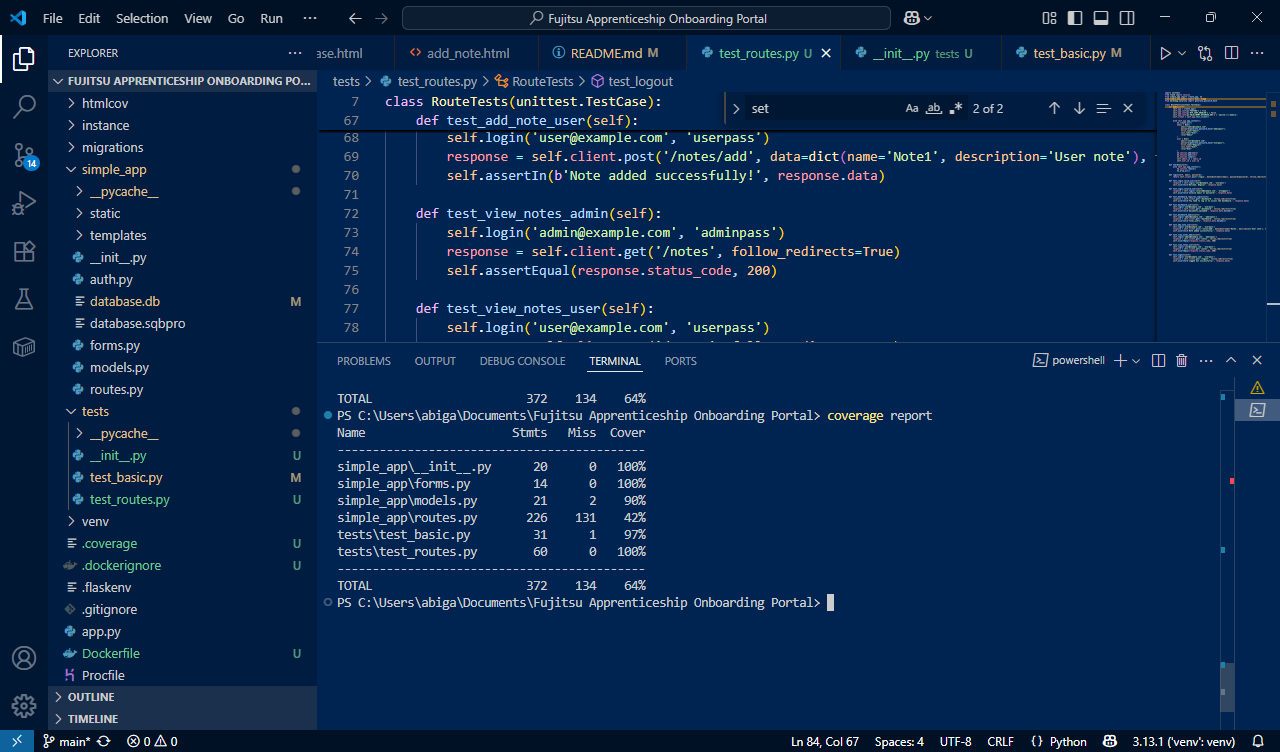 File Edit Selection View Go Run ··· Fujitsu Apprenticeship Onboarding Portal
EXPLORER ···
FUJITSU APPRENTICESHIP ONBOARDING PO...
htmlcov
instance
migrations
simple_app
__pycache__
static
templates
__init__.py
auth.py
database.db M
database.sqbpro
forms.py
models.py
routes.py
tests
__pycache__
__init__.py U
test_basic.py M
test_routes.py U
venv
.coverage U
.dockerignore U
.flaskenv
.gitignore
app.py
Dockerfile U
Procfile
OUTLINE
TIMELINE
ase.html add_note.html README.md M test_routes.py U __init__.py tests U test_basic.py M
tests > test_routes.py > RouteTests > test_logout
set Aa ab .* 2 of 2
7 class RouteTests(unittest.TestCase):
67 def test_add_note_user(self):
68 self.login('user@example.com', 'userpass')
69 response = self.client.post('/notes/add', data=dict(name='Note1', description='User note'),
70 self.assertIn(b'Note added successfully!', response.data)
71
72 def test_view_notes_admin(self):
73 self.login('admin@example.com', 'adminpass')
74 response = self.client.get('/notes', follow_redirects=True)
75 self.assertEqual(response.status_code, 200)
76
77 def test_view_notes_user(self):
78 self.login('user@example.com', 'userpass')
PROBLEMS OUTPUT DEBUG CONSOLE TERMINAL PORTS powershell
TOTAL 372 134 64%
PS C:\Users\abiga\Documents\Fujitsu Apprenticeship Onboarding Portal> coverage report
Name Stmts Miss Cover
------------------------------------------
simple_app\__init__.py 20 0 100%
simple_app\forms.py 14 0 100%
simple_app\models.py 21 2 90%
simple_app\routes.py 226 131 42%
tests\test_basic.py 31 1 97%
tests\test_routes.py 60 0 100%
------------------------------------------
TOTAL 372 134 64%
PS C:\Users\abiga\Documents\Fujitsu Apprenticeship Onboarding Portal>
14
main* 0 0 Ln 84, Col 67 Spaces: 4 UTF-8 CRLF {} Python 3.13.1 ('venv': venv)